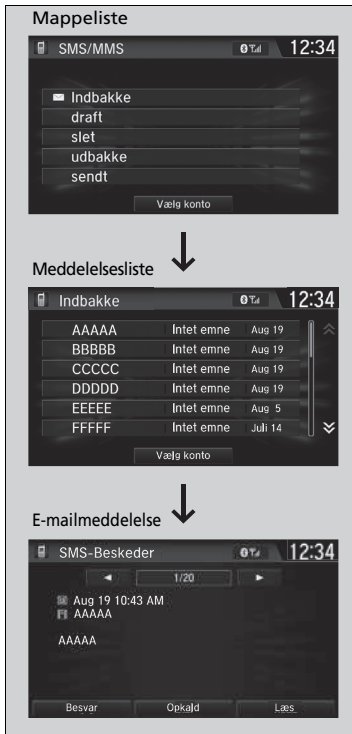 Mappeliste
SMS/MMS 12:34
Indbakke
draft
slet
udbakke
sendt
Vælg konto
Meddelelsesliste
Indbakke 12:34
AAAAA Intet emne Aug 19
BBBBB Intet emne Aug 19
CCCCC Intet emne Aug 19
DDDDD Intet emne Aug 19
EEEEE Intet emne Aug 5
FFFFF Intet emne Juli 14
Vælg konto
E-mailmeddelelse
SMS-Beskeder 12:34
1/20
Aug 19 10:43 AM
AAAAA
AAAAA
Besvar Opkald Læs